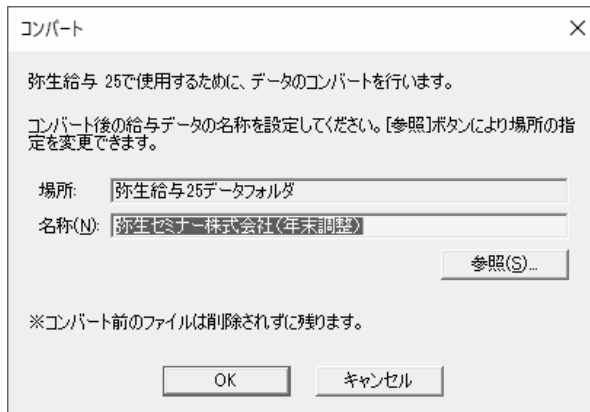 コンバート
弥生給与 25で使用するために、データのコンバートを行います。
コンバート後の給与データの名称を設定してください。[参照]ボタンにより場所の指
定を変更できます。
場所: 弥生給与25データフォルダ
名称(N): 弥生セミナー株式会社(年末調整)
参照(S)...
※コンバート前のファイルは削除されずに残ります。
OK キャンセル